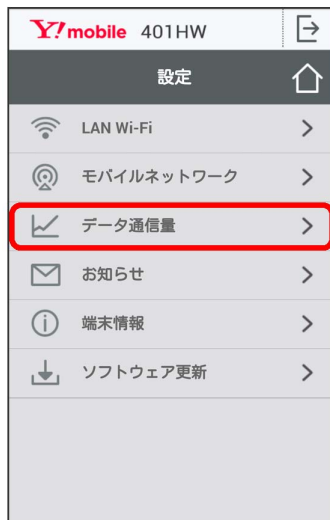 Y!mobile 401HW
設定
LAN Wi-Fi
モバイルネットワーク
データ通信量
お知らせ
端末情報
ソフトウェア更新